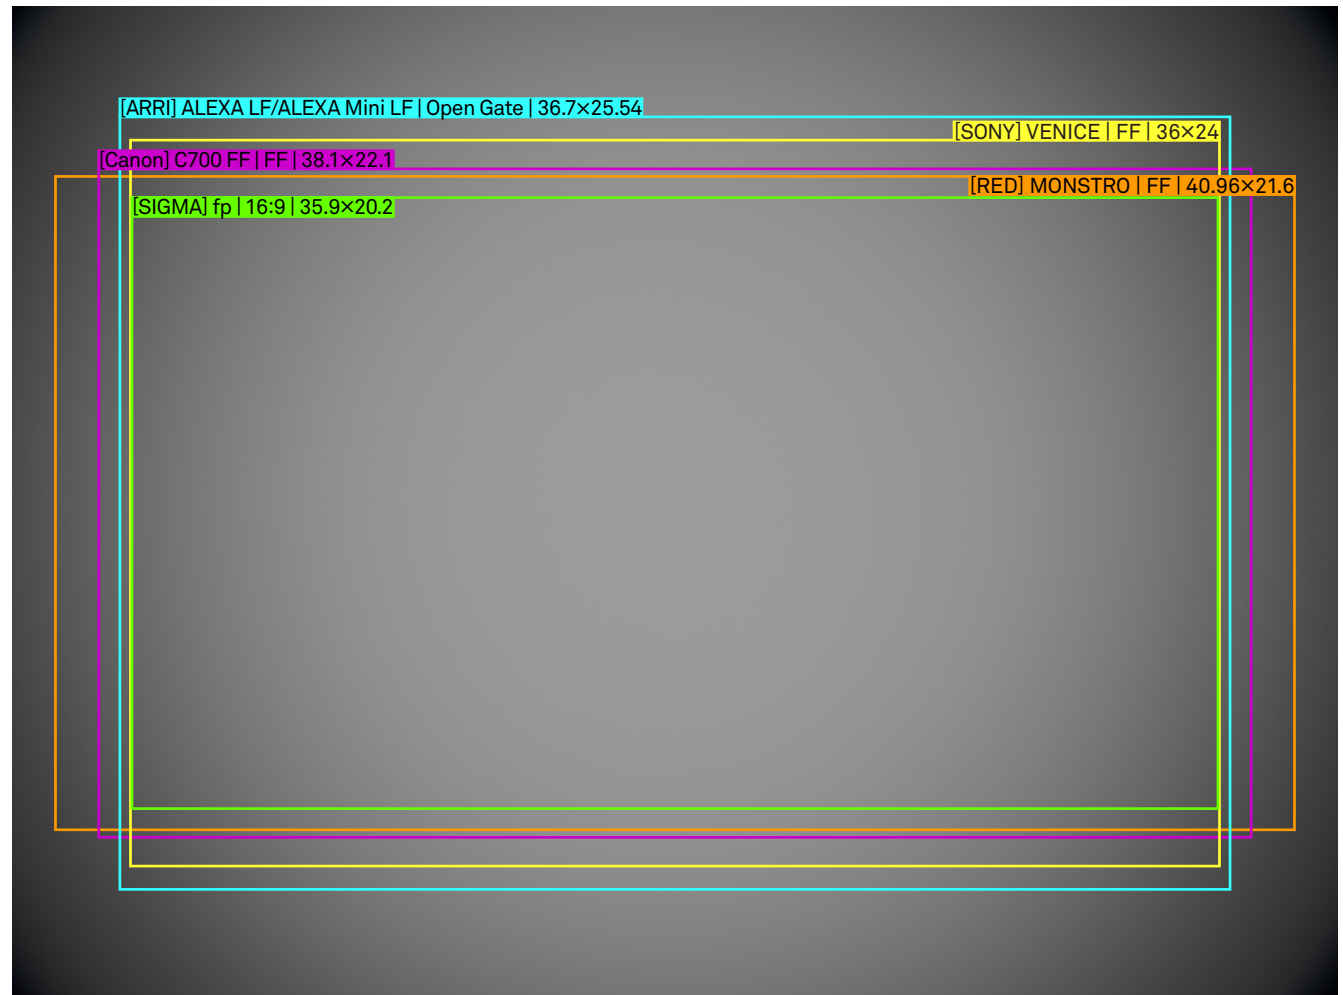 [ARRI] ALEXA LF/ALEXA Mini LF | Open Gate | 36.7×25.54
[SONY] VENICE | FF | 36×24
[Canon] C700 FF | FF | 38.1×22.1
[RED] MONSTRO | FF | 40.96×21.6
[SIGMA] fp | 16:9 | 35.9×20.2